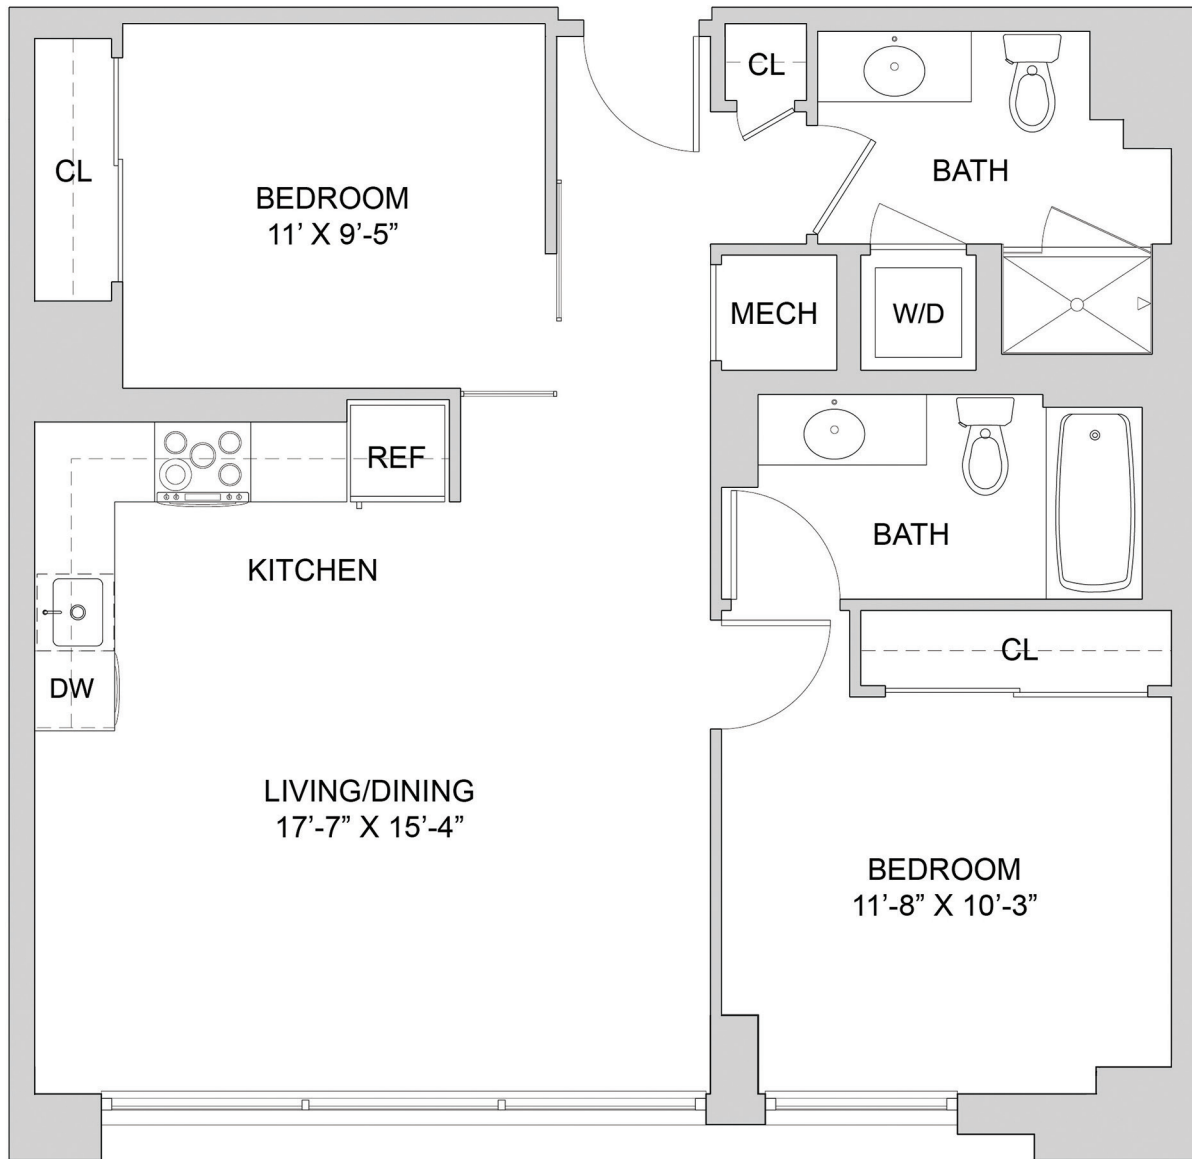 CL
BATH
CL
BEDROOM
11’ X 9’-5”
MECH
W/D
REF
BATH
KITCHEN
CL
DW
LIVING/DINING
17’-7” X 15’-4”
BEDROOM
11’-8” X 10’-3”